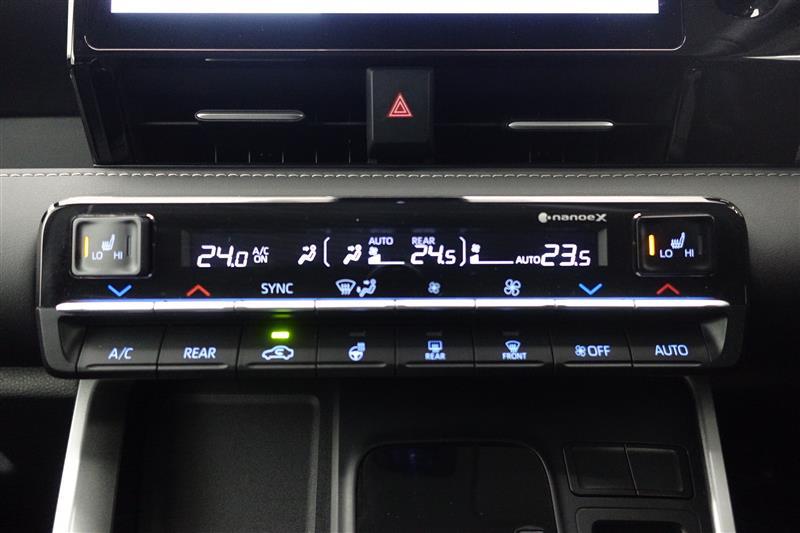 nanoeX
AUTO REAR
24.0 A/C ON 24.5 AUTO 23.5
LO HI
LO HI
SYNC
A/C REAR REAR FRONT OFF AUTO